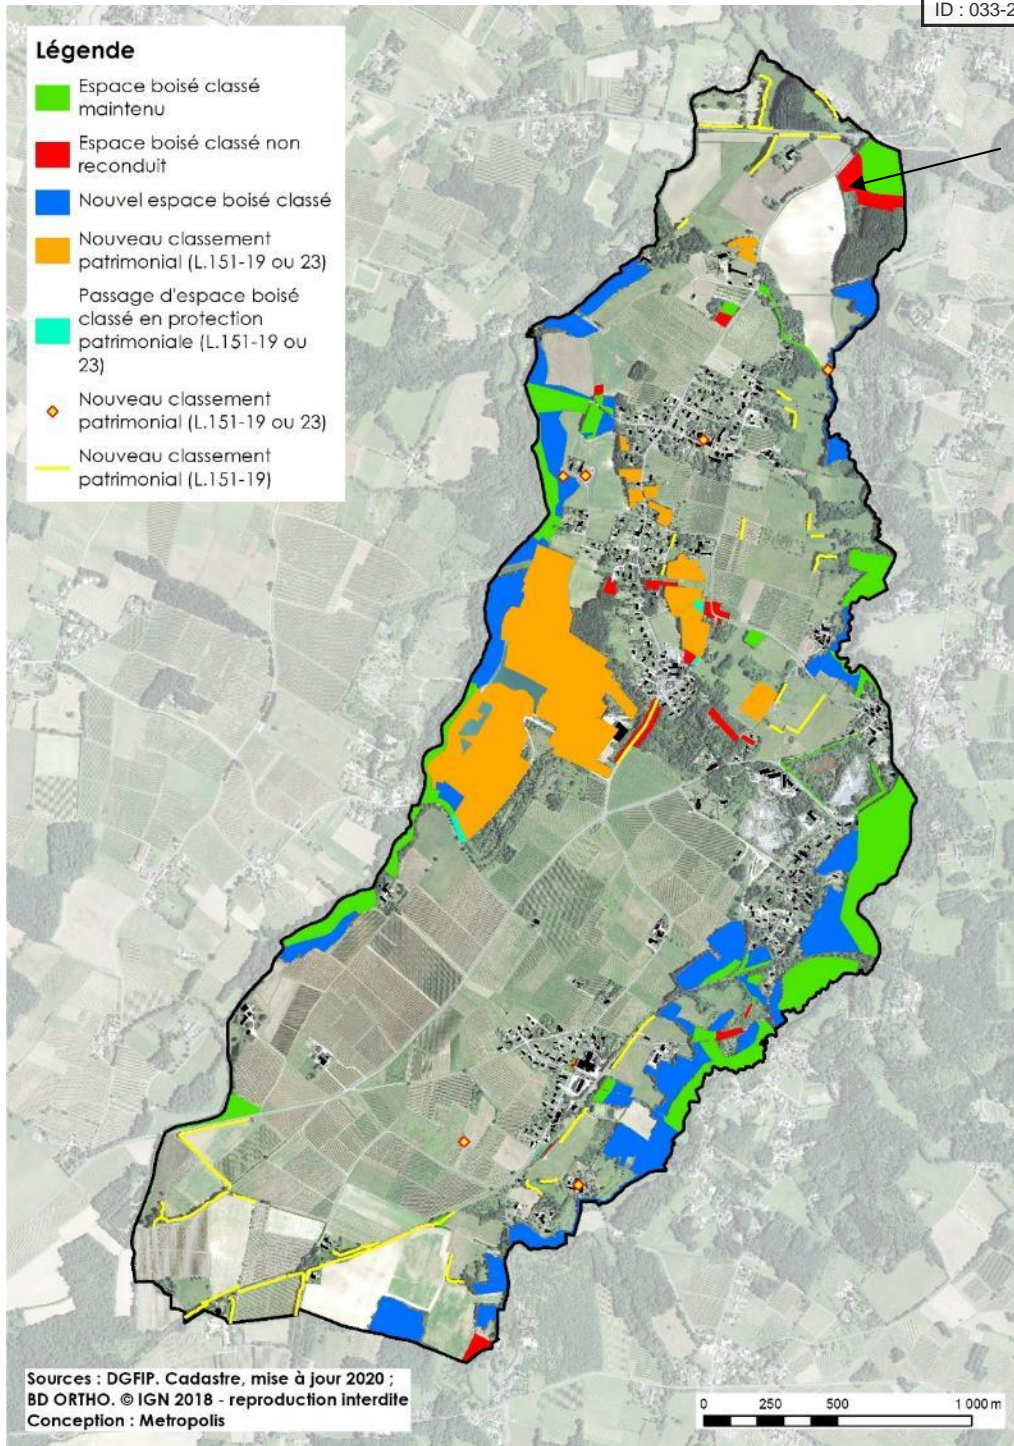 ID : 033-2
Légende
Espace boisé classé
maintenu
Espace boisé classé non
reconduit
Nouvel espace boisé classé
Nouveau classement
patrimonial (L.151-19 ou 23)
Passage d'espace boisé
classé en protection
patrimoniale (L.151-19 ou
23)
Nouveau classement
patrimonial (L.151-19 ou 23)
Nouveau classement
patrimonial (L.151-19)
Sources : DGFIP. Cadastre, mise à jour 2020 ;
BD ORTHO. © IGN 2018 - reproduction interdite
Conception : Metropolis
0 250 500 1 000 m